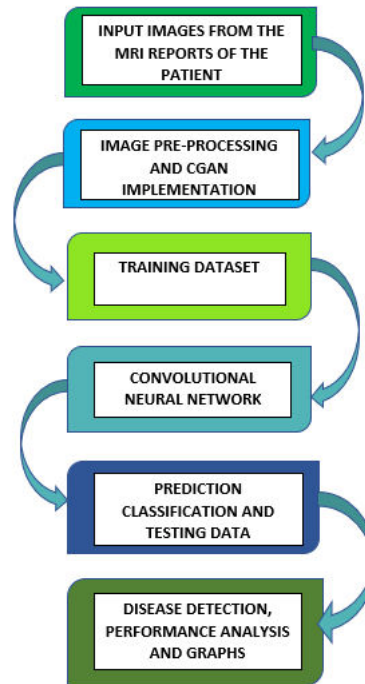 INPUT IMAGES FROM THE
MRI REPORTS OF THE
PATIENT
IMAGE PRE-PROCESSING
AND CGAN
IMPLEMENTATION
TRAINING DATASET
CONVOLUTIONAL
NEURAL NETWORK
PREDICTION
CLASSIFICATION AND
TESTING DATA
DISEASE DETECTION,
PERFORMANCE ANALYSIS
AND GRAPHS